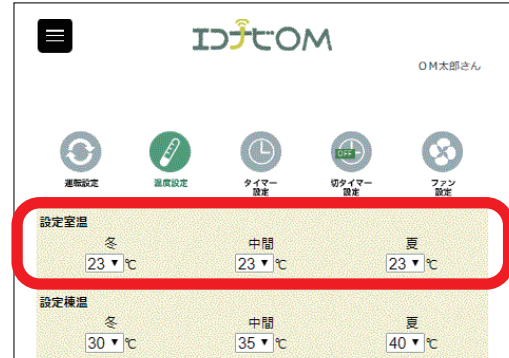 エコナビOM
OM太郎さん
運転設定 温度設定 タイマー設定 OFF 切タイマー設定 ファン設定
設定室温
冬 中間 夏
23▼℃ 23▼℃ 23▼℃
設定棟温
冬 中間 夏
30▼℃ 35▼℃ 40▼℃